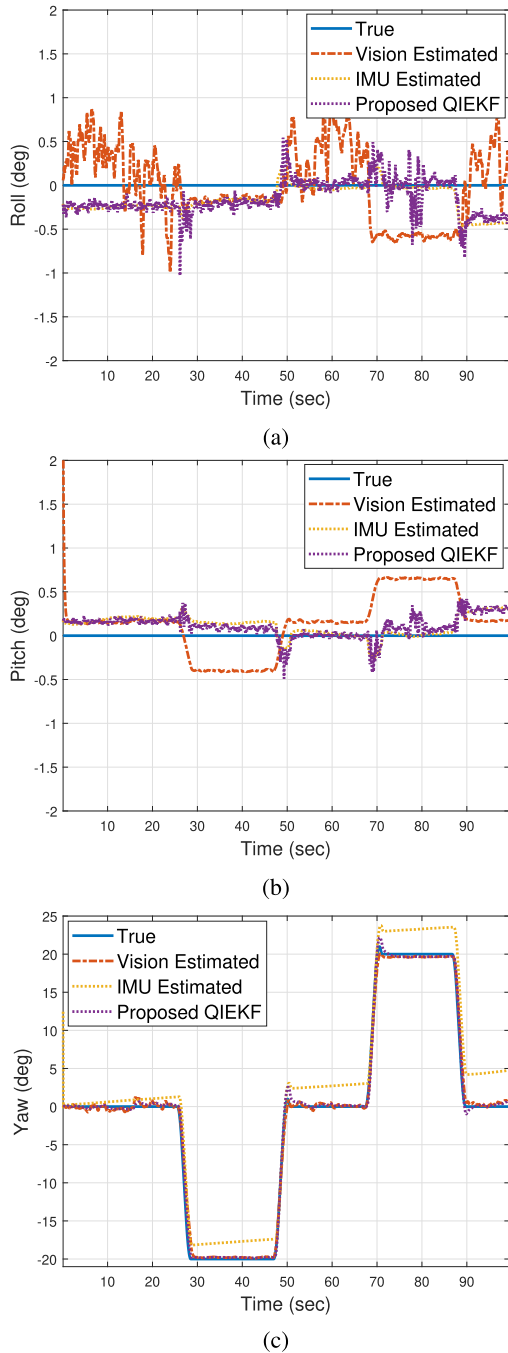 2
1.5
1
0.5
0
-0.5
-1
-1.5
-2
Roll (deg)
True
Vision Estimated
IMU Estimated
Proposed QIEKF
10 20 30 40 50 60 70 80 90
Time (sec)
(a)
2
1.5
1
0.5
0
-0.5
-1
-1.5
-2
Pitch (deg)
True
Vision Estimated
IMU Estimated
Proposed QIEKF
10 20 30 40 50 60 70 80 90
Time (sec)
(b)
25
20
15
10
5
0
-5
-10
-15
-20
Yaw (deg)
True
Vision Estimated
IMU Estimated
Proposed QIEKF
10 20 30 40 50 60 70 80 90
Time (sec)
(c)